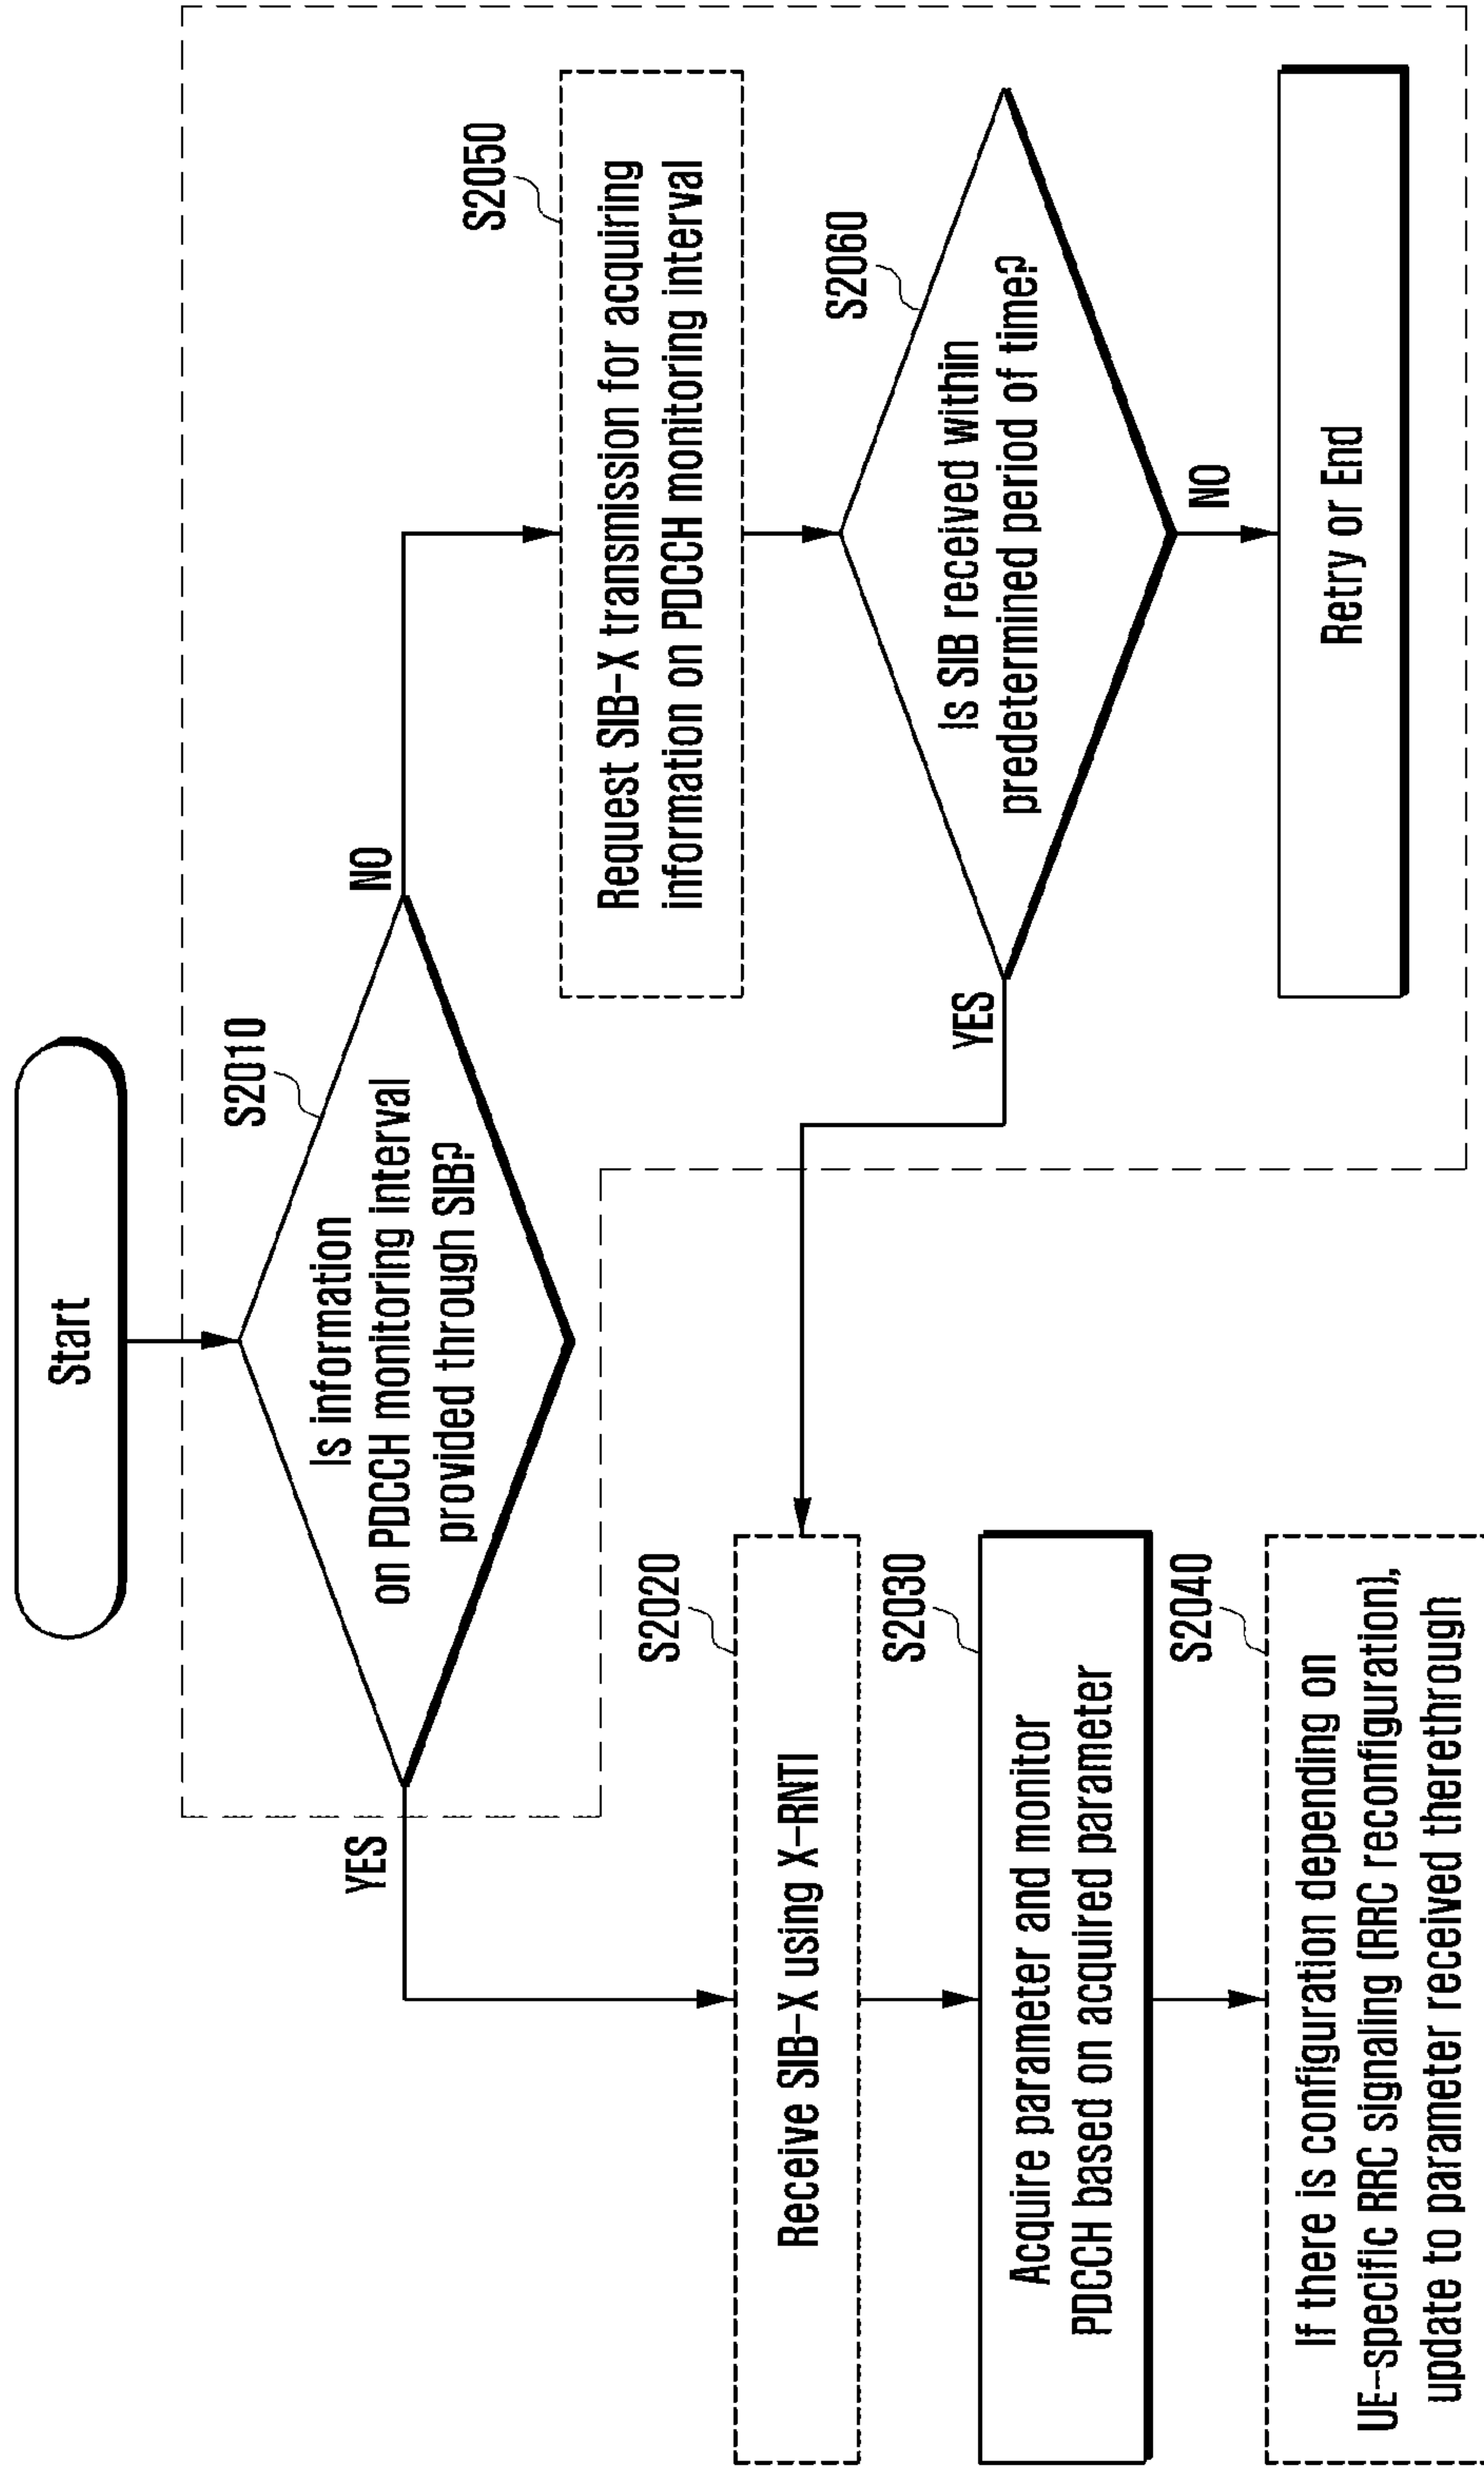 Start
S2010
Is information
on PDCCH monitoring interval
provided through SIB?
YES
NO
S2020
Receive SIB-X using X-RNTI
S2030
Acquire parameter and monitor
PDCCH based on acquired parameter
S2040
If there is configuration depending on
UE-specific RRC signaling (RRC reconfiguration),
update to parameter received therethrough
S2050
Request SIB-X transmission for acquiring
information on PDCCH monitoring interval
S2060
Is SIB received within
predetermined period of time?
YES
NO
Retry or End